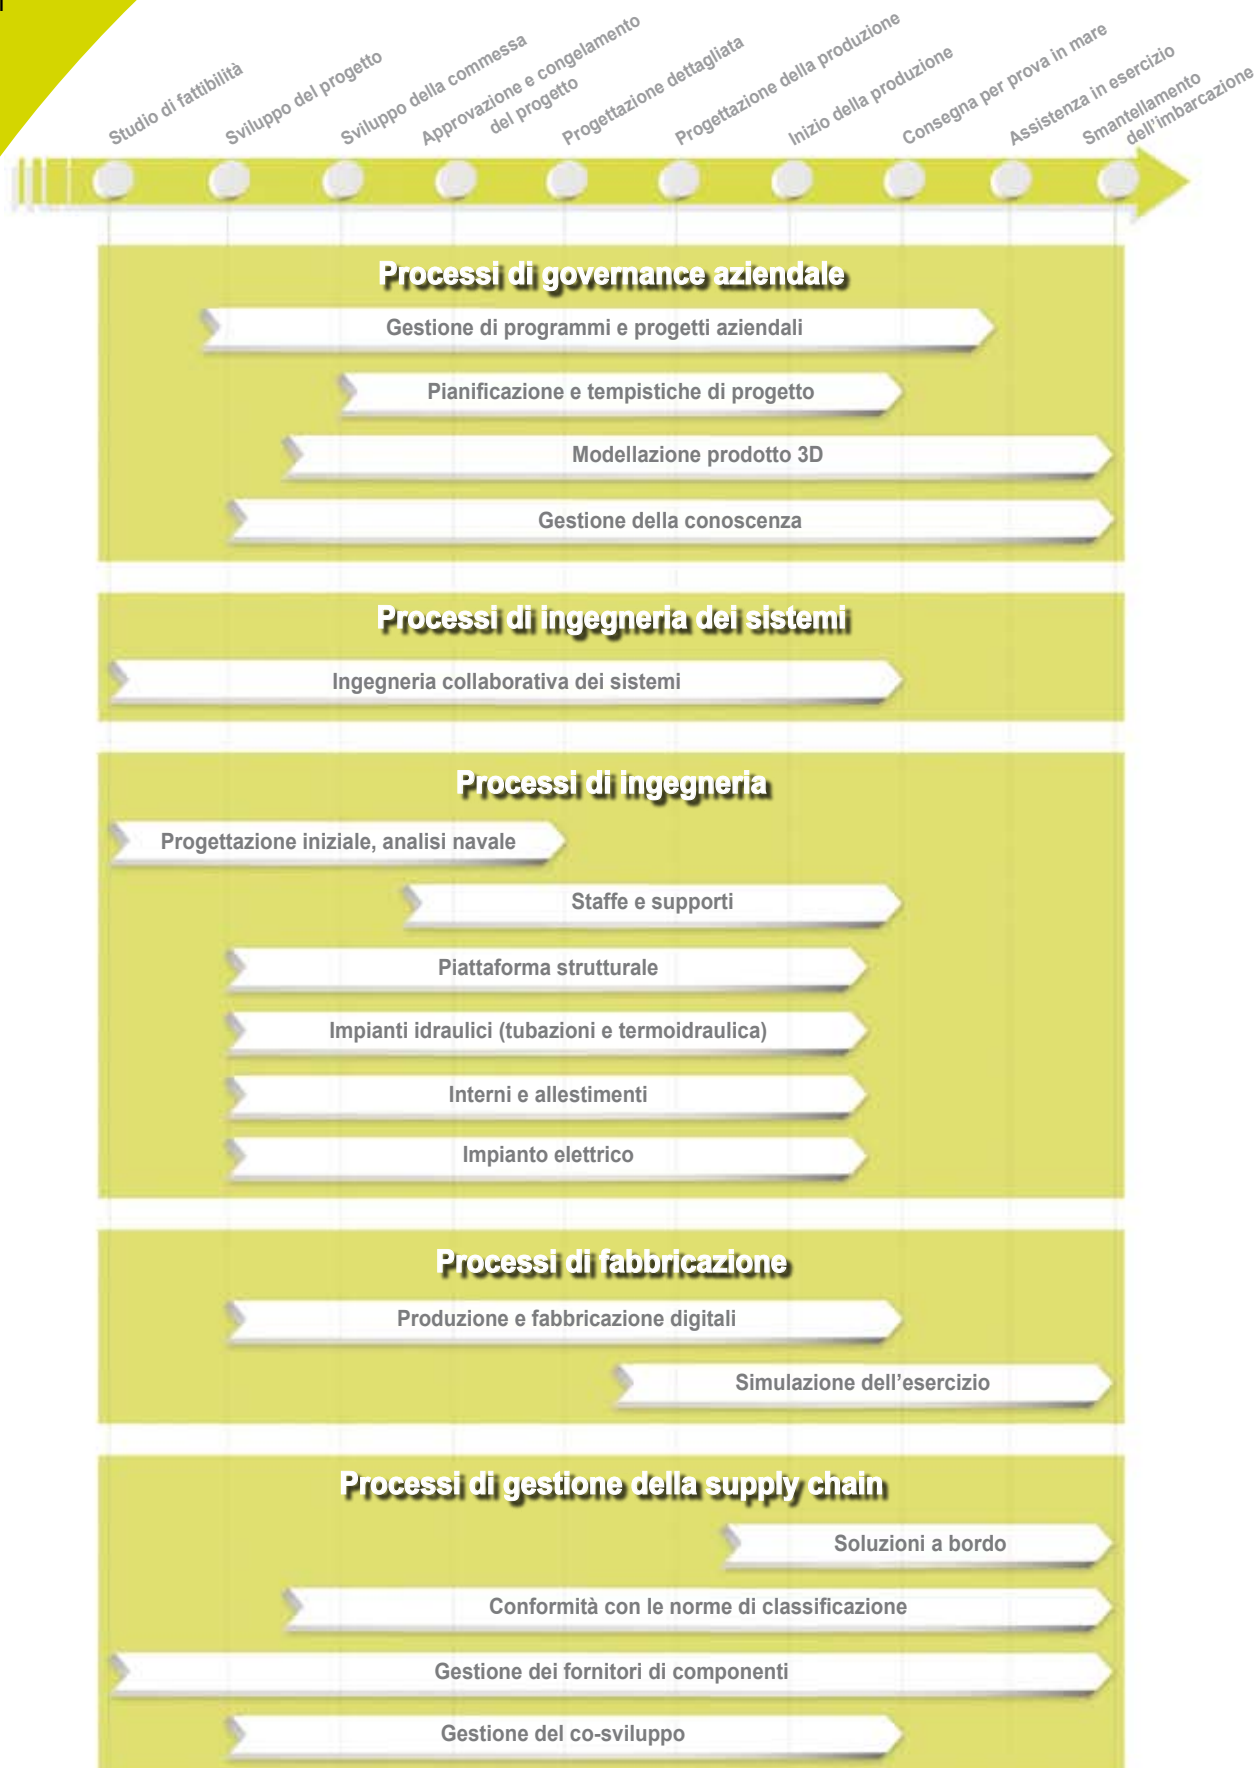 Studio di fattibilità
Sviluppo del progetto
Sviluppo della commessa
Approvazione e congelamento
del progetto
Progettazione dettagliata
Progettazione della produzione
Inizio della produzione
Consegna per prova in mare
Assistenza in esercizio
Smantellamento
dell'imbarcazione
Processi di governance aziendale
Gestione di programmi e progetti aziendali
Pianificazione e tempistiche di progetto
Modellazione prodotto 3D
Gestione della conoscenza
Processi di ingegneria dei sistemi
Ingegneria collaborativa dei sistemi
Processi di ingegneria
Progettazione iniziale, analisi navale
Staffe e supporti
Piattaforma strutturale
Impianti idraulici (tubazioni e termoidraulica)
Interni e allestimenti
Impianto elettrico
Processi di fabbricazione
Produzione e fabbricazione digitali
Simulazione dell’esercizio
Processi di gestione della supply chain
Soluzioni a bordo
Conformità con le norme di classificazione
Gestione dei fornitori di componenti
Gestione del co-sviluppo